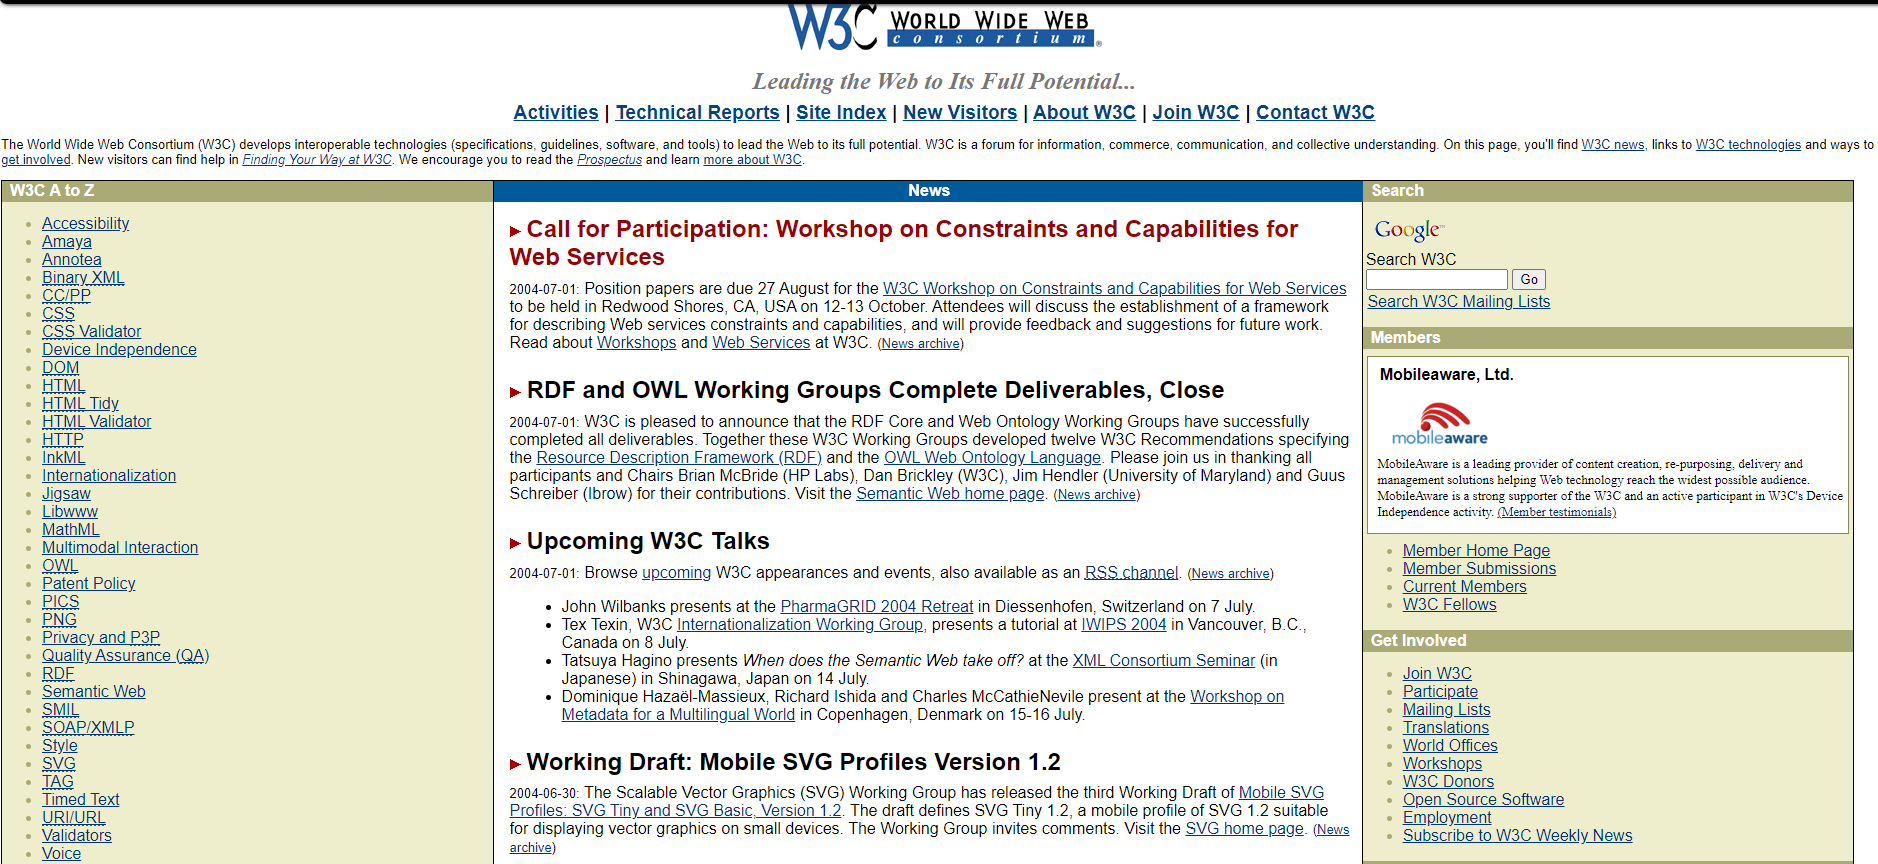 W3C WORLD WIDE WEB
consortium®
Leading the Web to Its Full Potential...
Activities | Technical Reports | Site Index | New Visitors | About W3C | Join W3C | Contact W3C
The World Wide Web Consortium (W3C) develops interoperable technologies (specifications, guidelines, software, and tools) to lead the Web to its full potential. W3C is a forum for information, commerce, communication, and collective understanding. On this page, you'll find W3C news, links to W3C technologies and ways to
get involved. New visitors can find help in Finding Your Way at W3C. We encourage you to read the Prospectus and learn more about W3C.
W3C A to Z
Accessibility
Amaya
Annotea
Binary XML
CC/PP
CSS
CSS Validator
Device Independence
DOM
HTML
HTML Tidy
HTML Validator
HTTP
InkML
Internationalization
Jigsaw
Libwww
MathML
Multimodal Interaction
OWL
Patent Policy
PICS
PNG
Privacy and P3P
Quality Assurance (QA)
RDF
Semantic Web
SMIL
SOAP/XMLP
Style
SVG
TAG
Timed Text
URI/URL
Validators
Voice
News
Call for Participation: Workshop on Constraints and Capabilities for
Web Services
2004-07-01: Position papers are due 27 August for the W3C Workshop on Constraints and Capabilities for Web Services
to be held in Redwood Shores, CA, USA on 12-13 October. Attendees will discuss the establishment of a framework
for describing Web services constraints and capabilities, and will provide feedback and suggestions for future work.
Read about Workshops and Web Services at W3C. (News archive)
RDF and OWL Working Groups Complete Deliverables, Close
2004-07-01: W3C is pleased to announce that the RDF Core and Web Ontology Working Groups have successfully
completed all deliverables. Together these W3C Working Groups developed twelve W3C Recommendations specifying
the Resource Description Framework (RDF) and the OWL Web Ontology Language. Please join us in thanking all
participants and Chairs Brian McBride (HP Labs), Dan Brickley (W3C), Jim Hendler (University of Maryland) and Guus
Schreiber (Ibrow) for their contributions. Visit the Semantic Web home page. (News archive)
Upcoming W3C Talks
2004-07-01: Browse upcoming W3C appearances and events, also available as an RSS channel. (News archive)
John Wilbanks presents at the PharmaGRID 2004 Retreat in Diessenhofen, Switzerland on 7 July.
Tex Texin, W3C Internationalization Working Group, presents a tutorial at IWIPS 2004 in Vancouver, B.C.,
Canada on 8 July.
Tatsuya Hagino presents When does the Semantic Web take off? at the XML Consortium Seminar (in
Japanese) in Shinagawa, Japan on 14 July.
Dominique Hazaël-Massieux, Richard Ishida and Charles McCathieNevile present at the Workshop on
Metadata for a Multilingual World in Copenhagen, Denmark on 15-16 July.
Working Draft: Mobile SVG Profiles Version 1.2
2004-06-30: The Scalable Vector Graphics (SVG) Working Group has released the third Working Draft of Mobile SVG
Profiles: SVG Tiny and SVG Basic, Version 1.2. The draft defines SVG Tiny 1.2, a mobile profile of SVG 1.2 suitable
for displaying vector graphics on small devices. The Working Group invites comments. Visit the SVG home page. (News
archive)
Search
Google™
Search W3C
Go
Search W3C Mailing Lists
Members
Mobileaware, Ltd.
mobileaware
MobileAware is a leading provider of content creation, re-purposing, delivery and
management solutions helping Web technology reach the widest possible audience.
MobileAware is a strong supporter of the W3C and an active participant in W3C's Device
Independence activity. (Member testimonials)
Member Home Page
Member Submissions
Current Members
W3C Fellows
Get Involved
Join W3C
Participate
Mailing Lists
Translations
World Offices
Workshops
W3C Donors
Open Source Software
Employment
Subscribe to W3C Weekly News